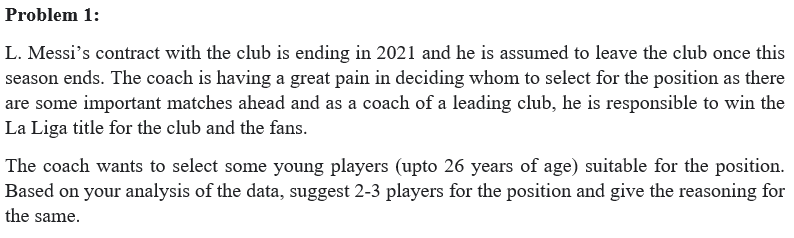 Problem 1:
L. Messi’s contract with the club is ending in 2021 and he is assumed to leave the club once this
season ends. The coach is having a great pain in deciding whom to select for the position as there
are some important matches ahead and as a coach of a leading club, he is responsible to win the
La Liga title for the club and the fans.
The coach wants to select some young players (upto 26 years of age) suitable for the position.
Based on your analysis of the data, suggest 2-3 players for the position and give the reasoning for
the same.